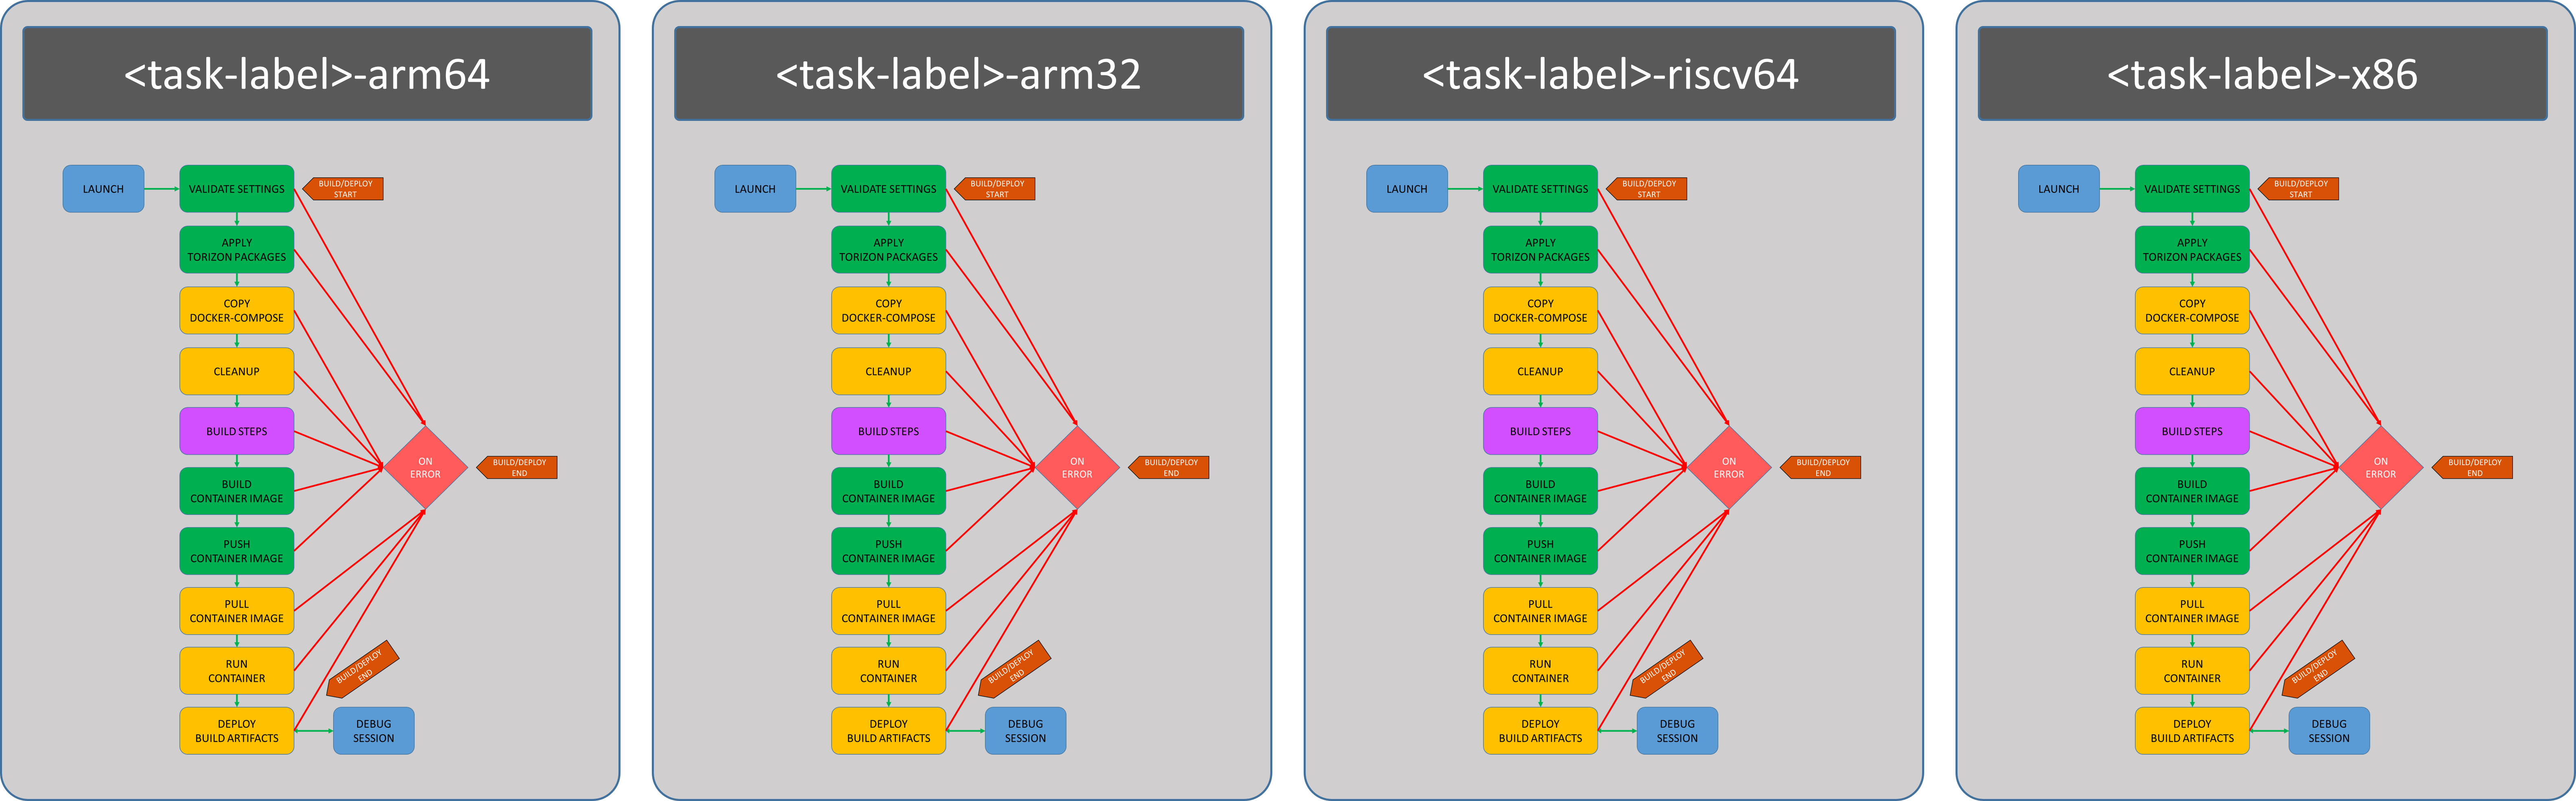 <task-label>-arm64
LAUNCH
VALIDATE SETTINGS
BUILD/DEPLOY
START
APPLY
TORIZON PACKAGES
COPY
DOCKER-COMPOSE
CLEANUP
BUILD STEPS
ON
ERROR
BUILD/DEPLOY
END
BUILD
CONTAINER IMAGE
PUSH
CONTAINER IMAGE
PULL
CONTAINER IMAGE
RUN
CONTAINER
BUILD/DEPLOY
END
DEPLOY
BUILD ARTIFACTS
DEBUG
SESSION
<task-label>-arm32
LAUNCH
VALIDATE SETTINGS
BUILD/DEPLOY
START
APPLY
TORIZON PACKAGES
COPY
DOCKER-COMPOSE
CLEANUP
BUILD STEPS
ON
ERROR
BUILD/DEPLOY
END
BUILD
CONTAINER IMAGE
PUSH
CONTAINER IMAGE
PULL
CONTAINER IMAGE
RUN
CONTAINER
BUILD/DEPLOY
END
DEPLOY
BUILD ARTIFACTS
DEBUG
SESSION
<task-label>-riscv64
LAUNCH
VALIDATE SETTINGS
BUILD/DEPLOY
START
APPLY
TORIZON PACKAGES
COPY
DOCKER-COMPOSE
CLEANUP
BUILD STEPS
ON
ERROR
BUILD/DEPLOY
END
BUILD
CONTAINER IMAGE
PUSH
CONTAINER IMAGE
PULL
CONTAINER IMAGE
RUN
CONTAINER
BUILD/DEPLOY
END
DEPLOY
BUILD ARTIFACTS
DEBUG
SESSION
<task-label>-x86
LAUNCH
VALIDATE SETTINGS
BUILD/DEPLOY
START
APPLY
TORIZON PACKAGES
COPY
DOCKER-COMPOSE
CLEANUP
BUILD STEPS
ON
ERROR
BUILD/DEPLOY
END
BUILD
CONTAINER IMAGE
PUSH
CONTAINER IMAGE
PULL
CONTAINER IMAGE
RUN
CONTAINER
BUILD/DEPLOY
END
DEPLOY
BUILD ARTIFACTS
DEBUG
SESSION